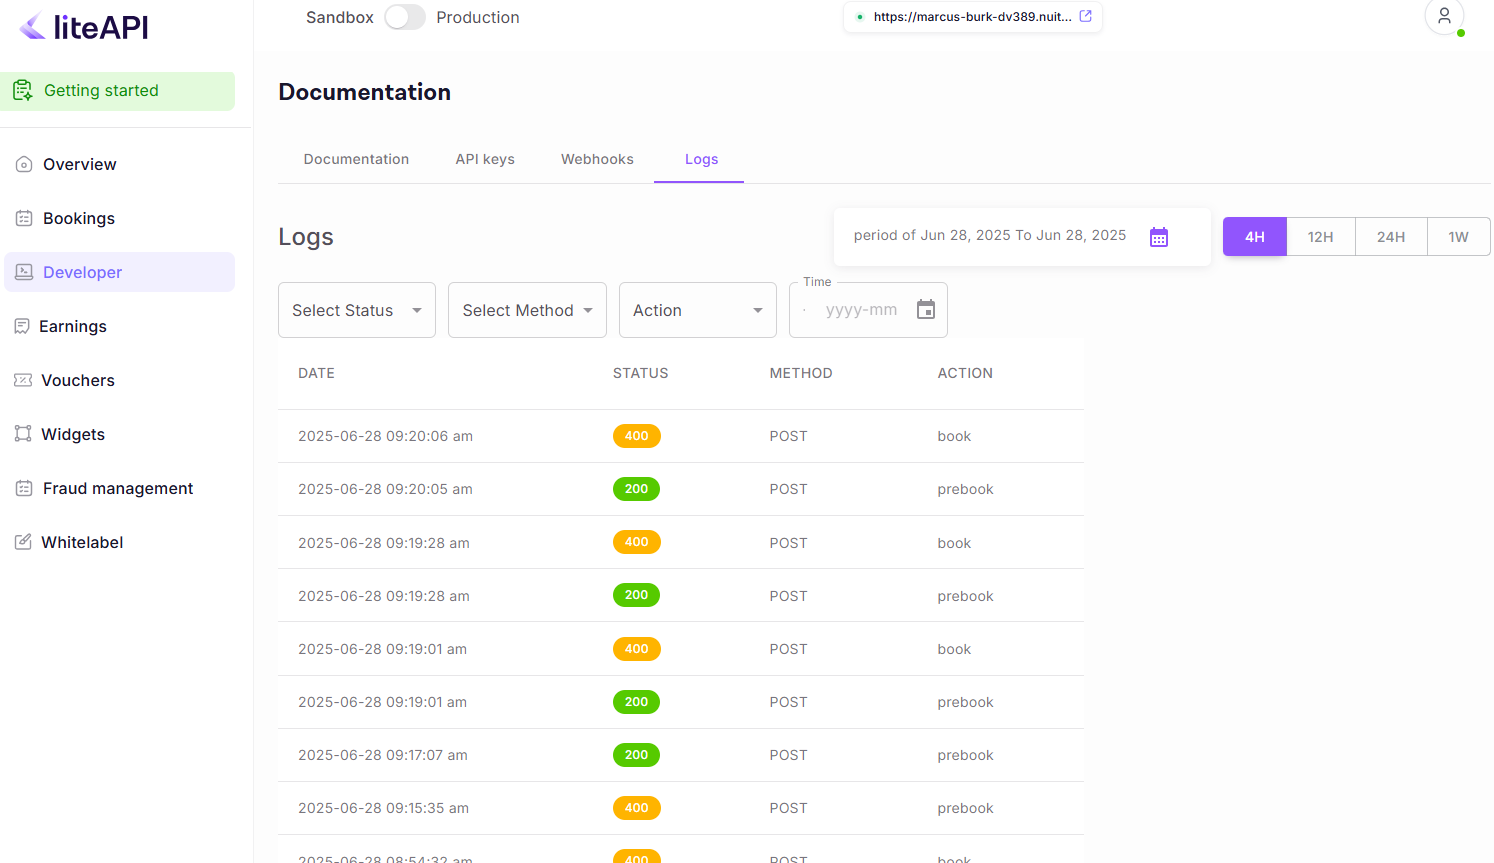 liteAPI
Sandbox Production
https://marcus-burk-dv389.nuit...
Getting started
Overview
Bookings
Developer
Earnings
Vouchers
Widgets
Fraud management
Whitelabel
Documentation
Documentation API keys Webhooks Logs
Logs
period of Jun 28, 2025 To Jun 28, 2025
4H 12H 24H 1W
Select Status
Select Method
Action
Time
yyyy-mm
DATE STATUS METHOD ACTION
2025-06-28 09:20:06 am 400 POST book
2025-06-28 09:20:05 am 200 POST prebook
2025-06-28 09:19:28 am 400 POST book
2025-06-28 09:19:28 am 200 POST prebook
2025-06-28 09:19:01 am 400 POST book
2025-06-28 09:19:01 am 200 POST prebook
2025-06-28 09:17:07 am 200 POST prebook
2025-06-28 09:15:35 am 400 POST prebook
2025-06-28 08:54:32 am 400 POST book